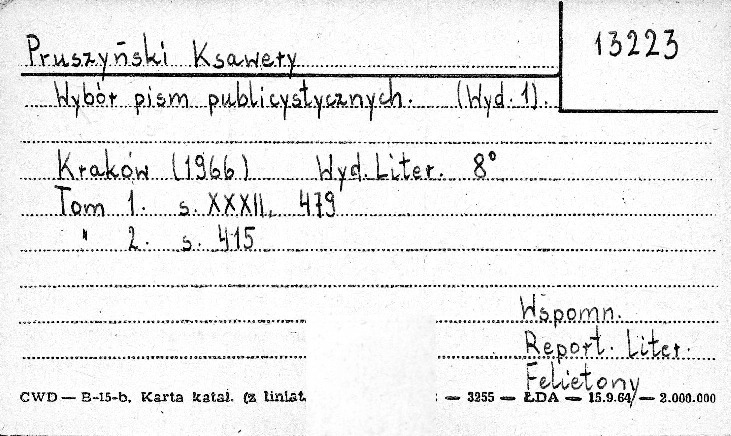 Pruszyński Ksawery
13223
Wybór pism publicystycznych. (Wyd. 1).
Kraków (1966) Wyd. Liter. 8°
Tom 1. s. XXXII, 479
" 2. s. 415
Wspomn.
Report. Liter.
Felietony
CWD — B-15-b. Karta katal. (z liniat. — 3255 — ŁDA — 15.9.64 — 2.000.000